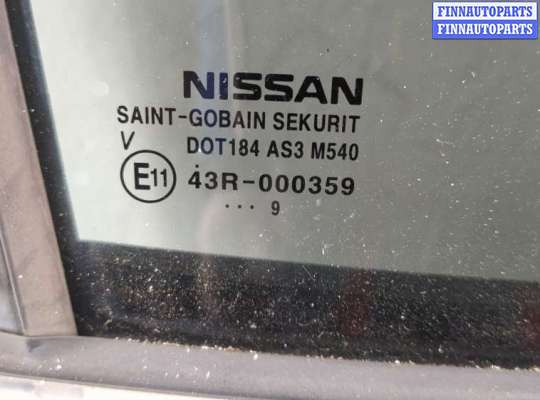 FINNAUTOPARTS
FINNAUTOPARTS
NISSAN
SAINT-GOBAIN SEKURIT
V DOT184 AS3 M540
E11 43R-000359
··· 9